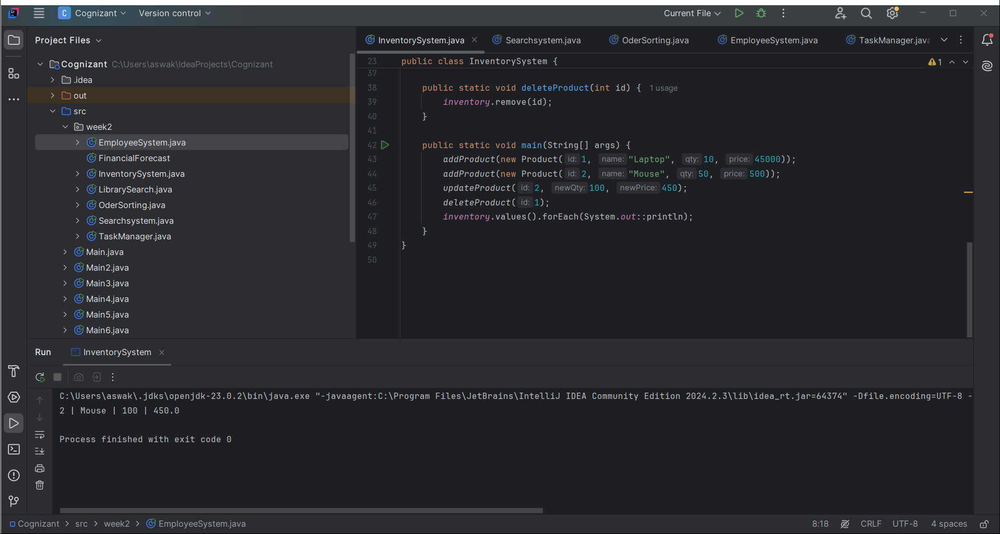 C Cognizant Version control Current File
Project Files
Cognizant C:\Users\aswak\IdeaProjects\Cognizant
.idea
out
src
week2
EmployeeSystem.java
FinancialForecast
InventorySystem.java
LibrarySearch.java
OderSorting.java
Searchsystem.java
TaskManager.java
Main.java
Main2.java
Main3.java
Main4.java
Main5.java
Main6.java
InventorySystem.java Searchsystem.java OderSorting.java EmployeeSystem.java TaskManager.java
23 public class InventorySystem { 1
37
38 public static void deleteProduct(int id) { 1 usage
39 inventory.remove(id);
40 }
41
42 public static void main(String[] args) {
43 addProduct(new Product( id: 1, name: "Laptop", qty: 10, price: 45000));
44 addProduct(new Product( id: 2, name: "Mouse", qty: 50, price: 500));
45 updateProduct( id: 2, newQty: 100, newPrice: 450);
46 deleteProduct( id: 1);
47 inventory.values().forEach(System.out::println);
48 }
49 }
50
Run InventorySystem
C:\Users\aswak\.jdks\openjdk-23.0.2\bin\java.exe "-javaagent:C:\Program Files\JetBrains\IntelliJ IDEA Community Edition 2024.2.3\lib\idea_rt.jar=64374" -Dfile.encoding=UTF-8 -
2 | Mouse | 100 | 450.0
Process finished with exit code 0
Cognizant > src > week2 > EmployeeSystem.java 8:18 CRLF UTF-8 4 spaces